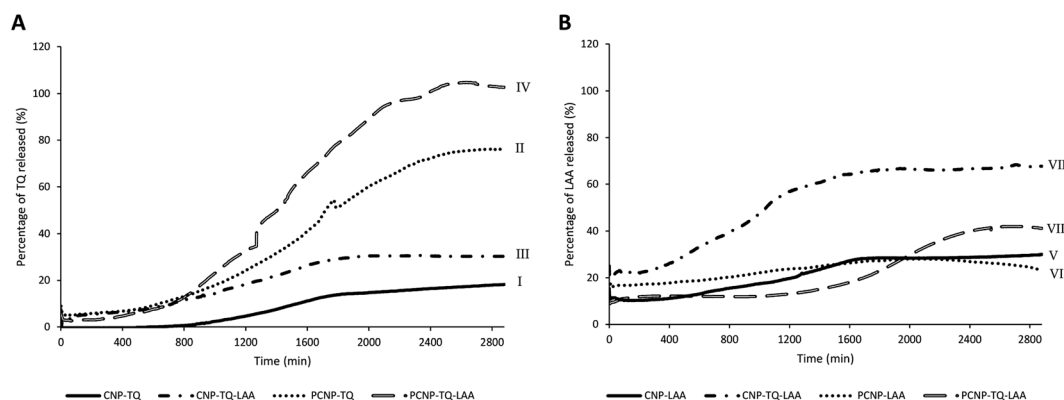 A
B
120
100
80
60
40
20
0
Percentage of TQ released (%)
IV
II
III
I
0 400 800 1200 1600 2000 2400 2800
Time (min)
CNP-TQ CNP-TQ-LAA PCNP-TQ PCNP-TQ-LAA
120
100
80
60
40
20
0
Percentage of LAA released (%)
VII
VII
V
VI
0 400 800 1200 1600 2000 2400 2800
Time (min)
CNP-LAA CNP-TQ-LAA PCNP-LAA PCNP-TQ-LAA